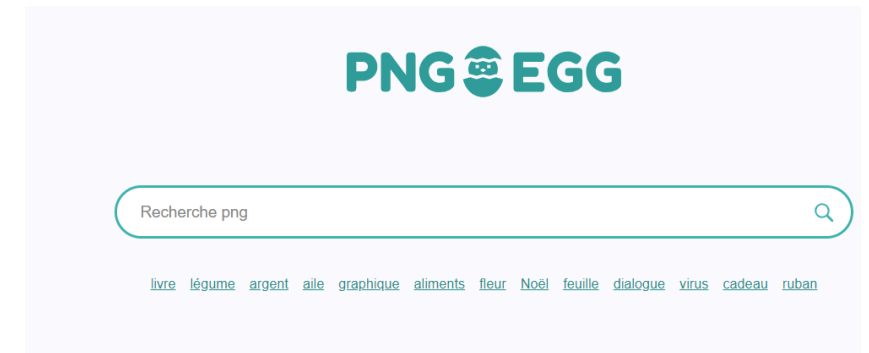 PNG EGG
Recherche png
livre légume argent aile graphique aliments fleur Noël feuille dialogue virus cadeau ruban